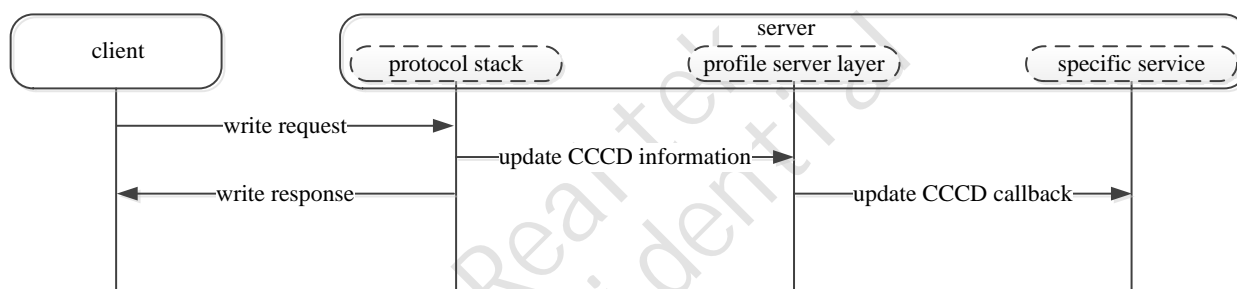 server
client
protocol stack
profile server layer
specific service
write request
update CCCD information
write response
update CCCD callback
Realtek